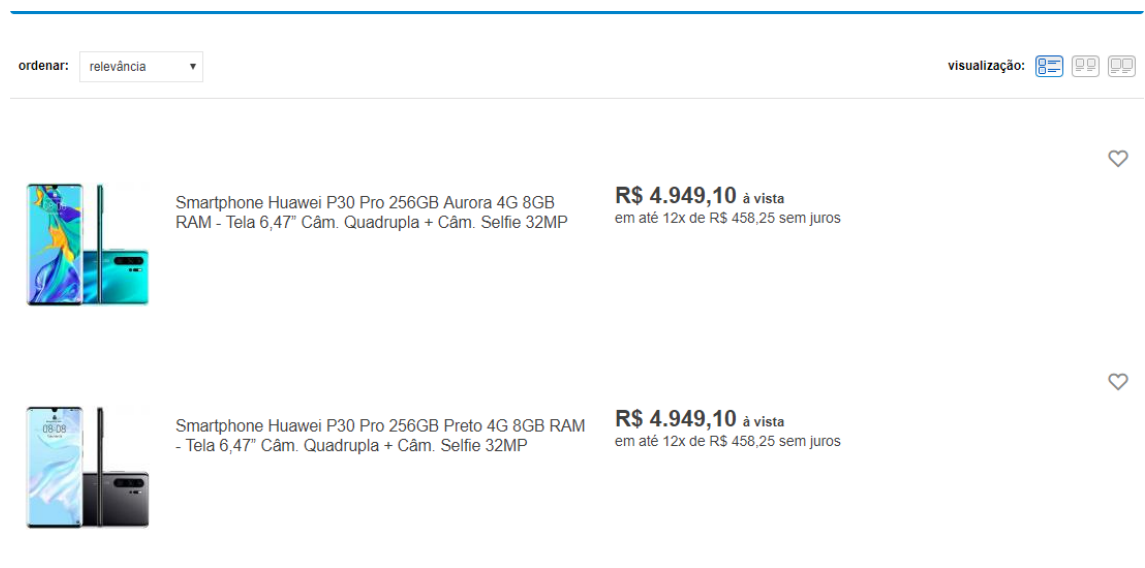 ordenar: relevância
visualização:
Smartphone Huawei P30 Pro 256GB Aurora 4G 8GB
RAM - Tela 6,47” Câm. Quadrupla + Câm. Selfie 32MP
R$ 4.949,10 à vista
em até 12x de R$ 458,25 sem juros
08:08
Smartphone Huawei P30 Pro 256GB Preto 4G 8GB RAM
- Tela 6,47” Câm. Quadrupla + Câm. Selfie 32MP
R$ 4.949,10 à vista
em até 12x de R$ 458,25 sem juros